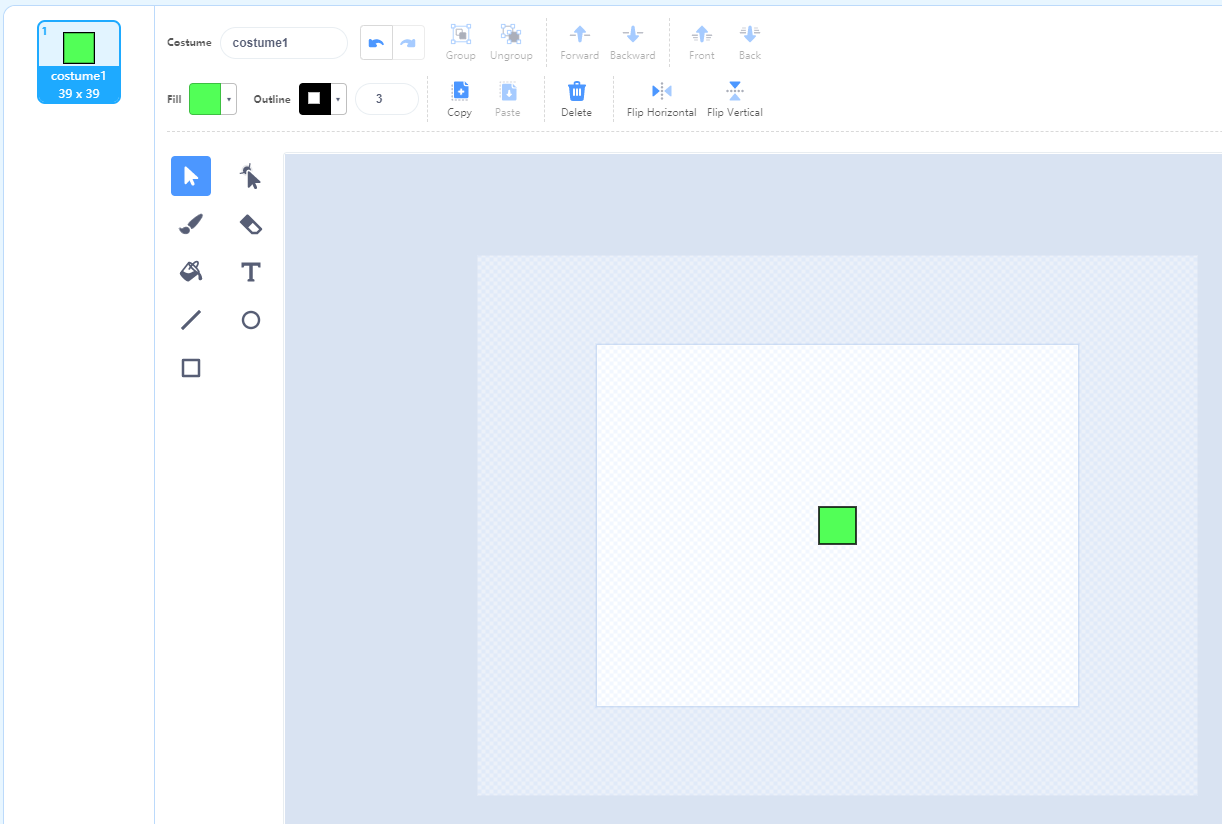 1
costume1
39 x 39
Costume
costume1
Group
Ungroup
Forward
Backward
Front
Back
Fill
Outline
3
Copy
Paste
Delete
Flip Horizontal
Flip Vertical
T